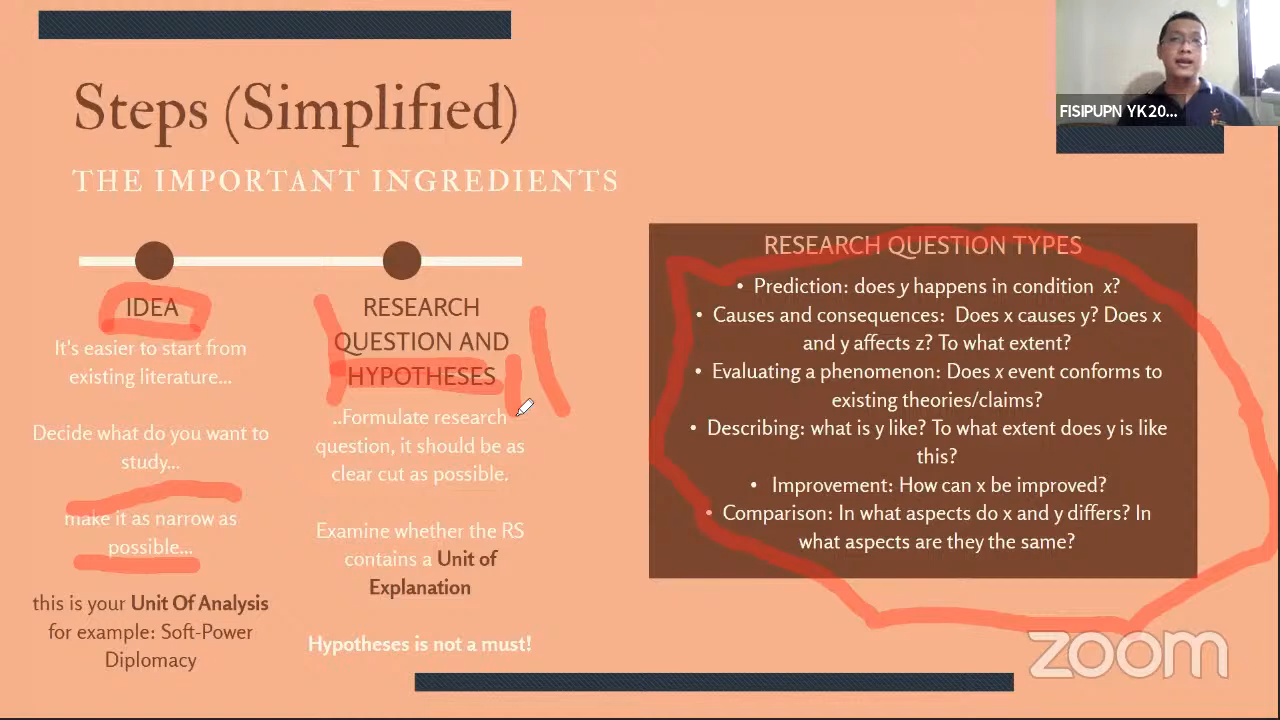 FISIPUPN YK20...
Steps (Simplified)
THE IMPORTANT INGREDIENTS
IDEA
It's easier to start from
existing literature...
Decide what do you want to
study...
make it as narrow as
possible...
this is your Unit Of Analysis
for example: Soft-Power
Diplomacy
RESEARCH
QUESTION AND
HYPOTHESES
..Formulate research
question, it should be as
clear cut as possible.
Examine whether the RS
contains a Unit of
Explanation
Hypotheses is not a must!
RESEARCH QUESTION TYPES
• Prediction: does y happens in condition x?
• Causes and consequences: Does x causes y? Does x
and y affects z? To what extent?
• Evaluating a phenomenon: Does x event conforms to
existing theories/claims?
• Describing: what is y like? To what extent does y is like
this?
• Improvement: How can x be improved?
• Comparison: In what aspects do x and y differs? In
what aspects are they the same?
zoom